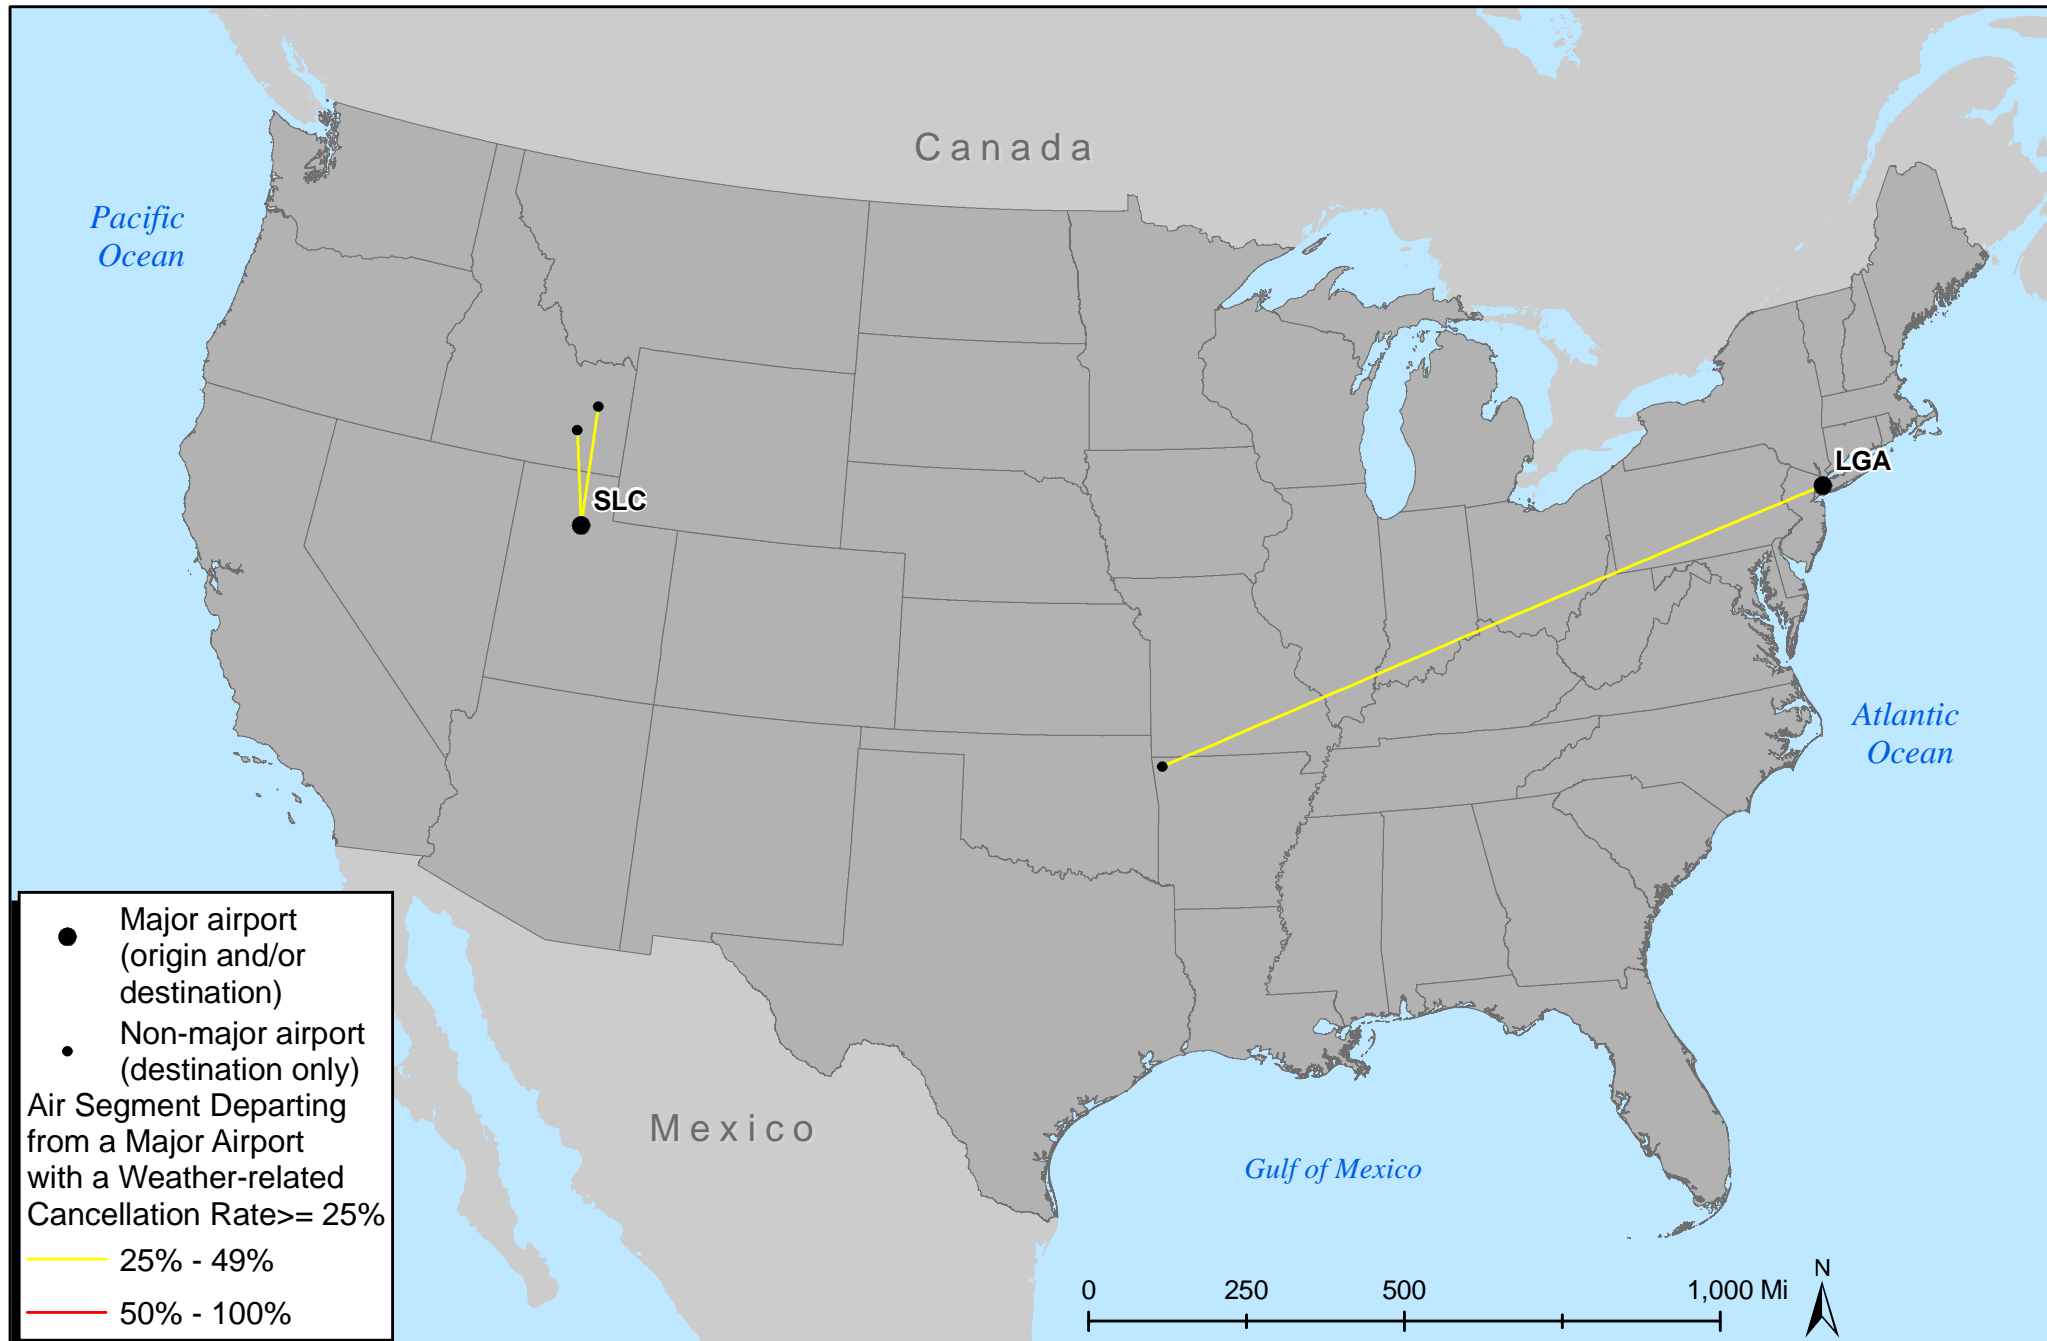 Canada
Pacific
Ocean
LGA
SLC
Atlantic
Ocean
Major airport
(origin and/or
destination)
Non-major airport
(destination only)
Air Segment Departing
from a Major Airport
with a Weather-related
Cancellation Rate>= 25%
25% - 49%
50% - 100%
Mexico
Gulf of Mexico
N
0 250 500 1,000 Mi